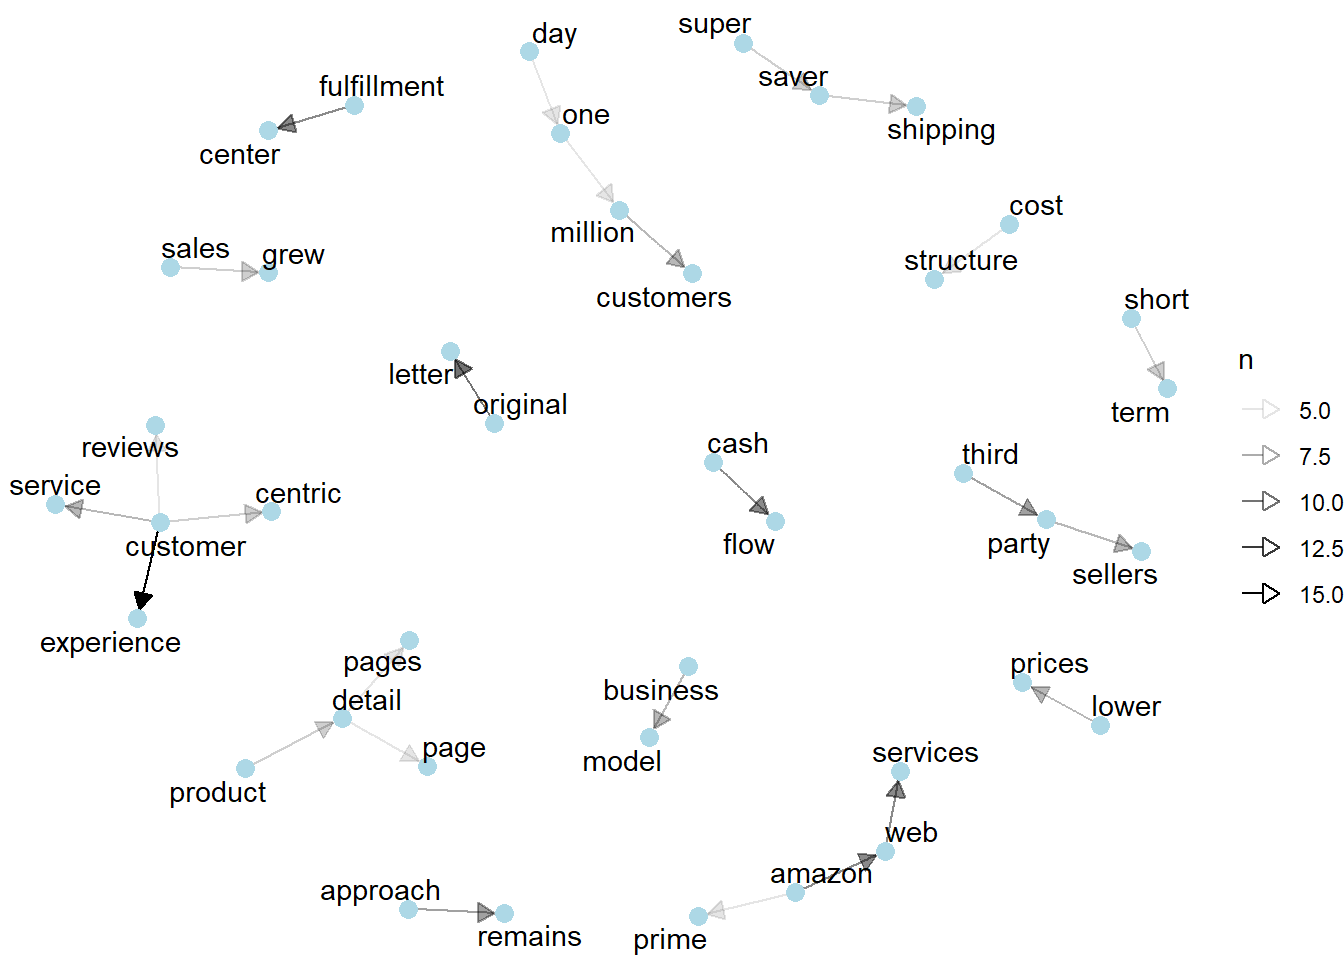 super
day
saver
fulfillment
one
shipping
center
cost
million
sales
grew
structure
customers
short
n
letter
original
term
5.0
reviews
cash
third
7.5
service
centric
10.0
customer
flow
party
12.5
sellers
15.0
experience
pages
prices
business
detail
lower
page
services
model
product
web
amazon
approach
remains
prime